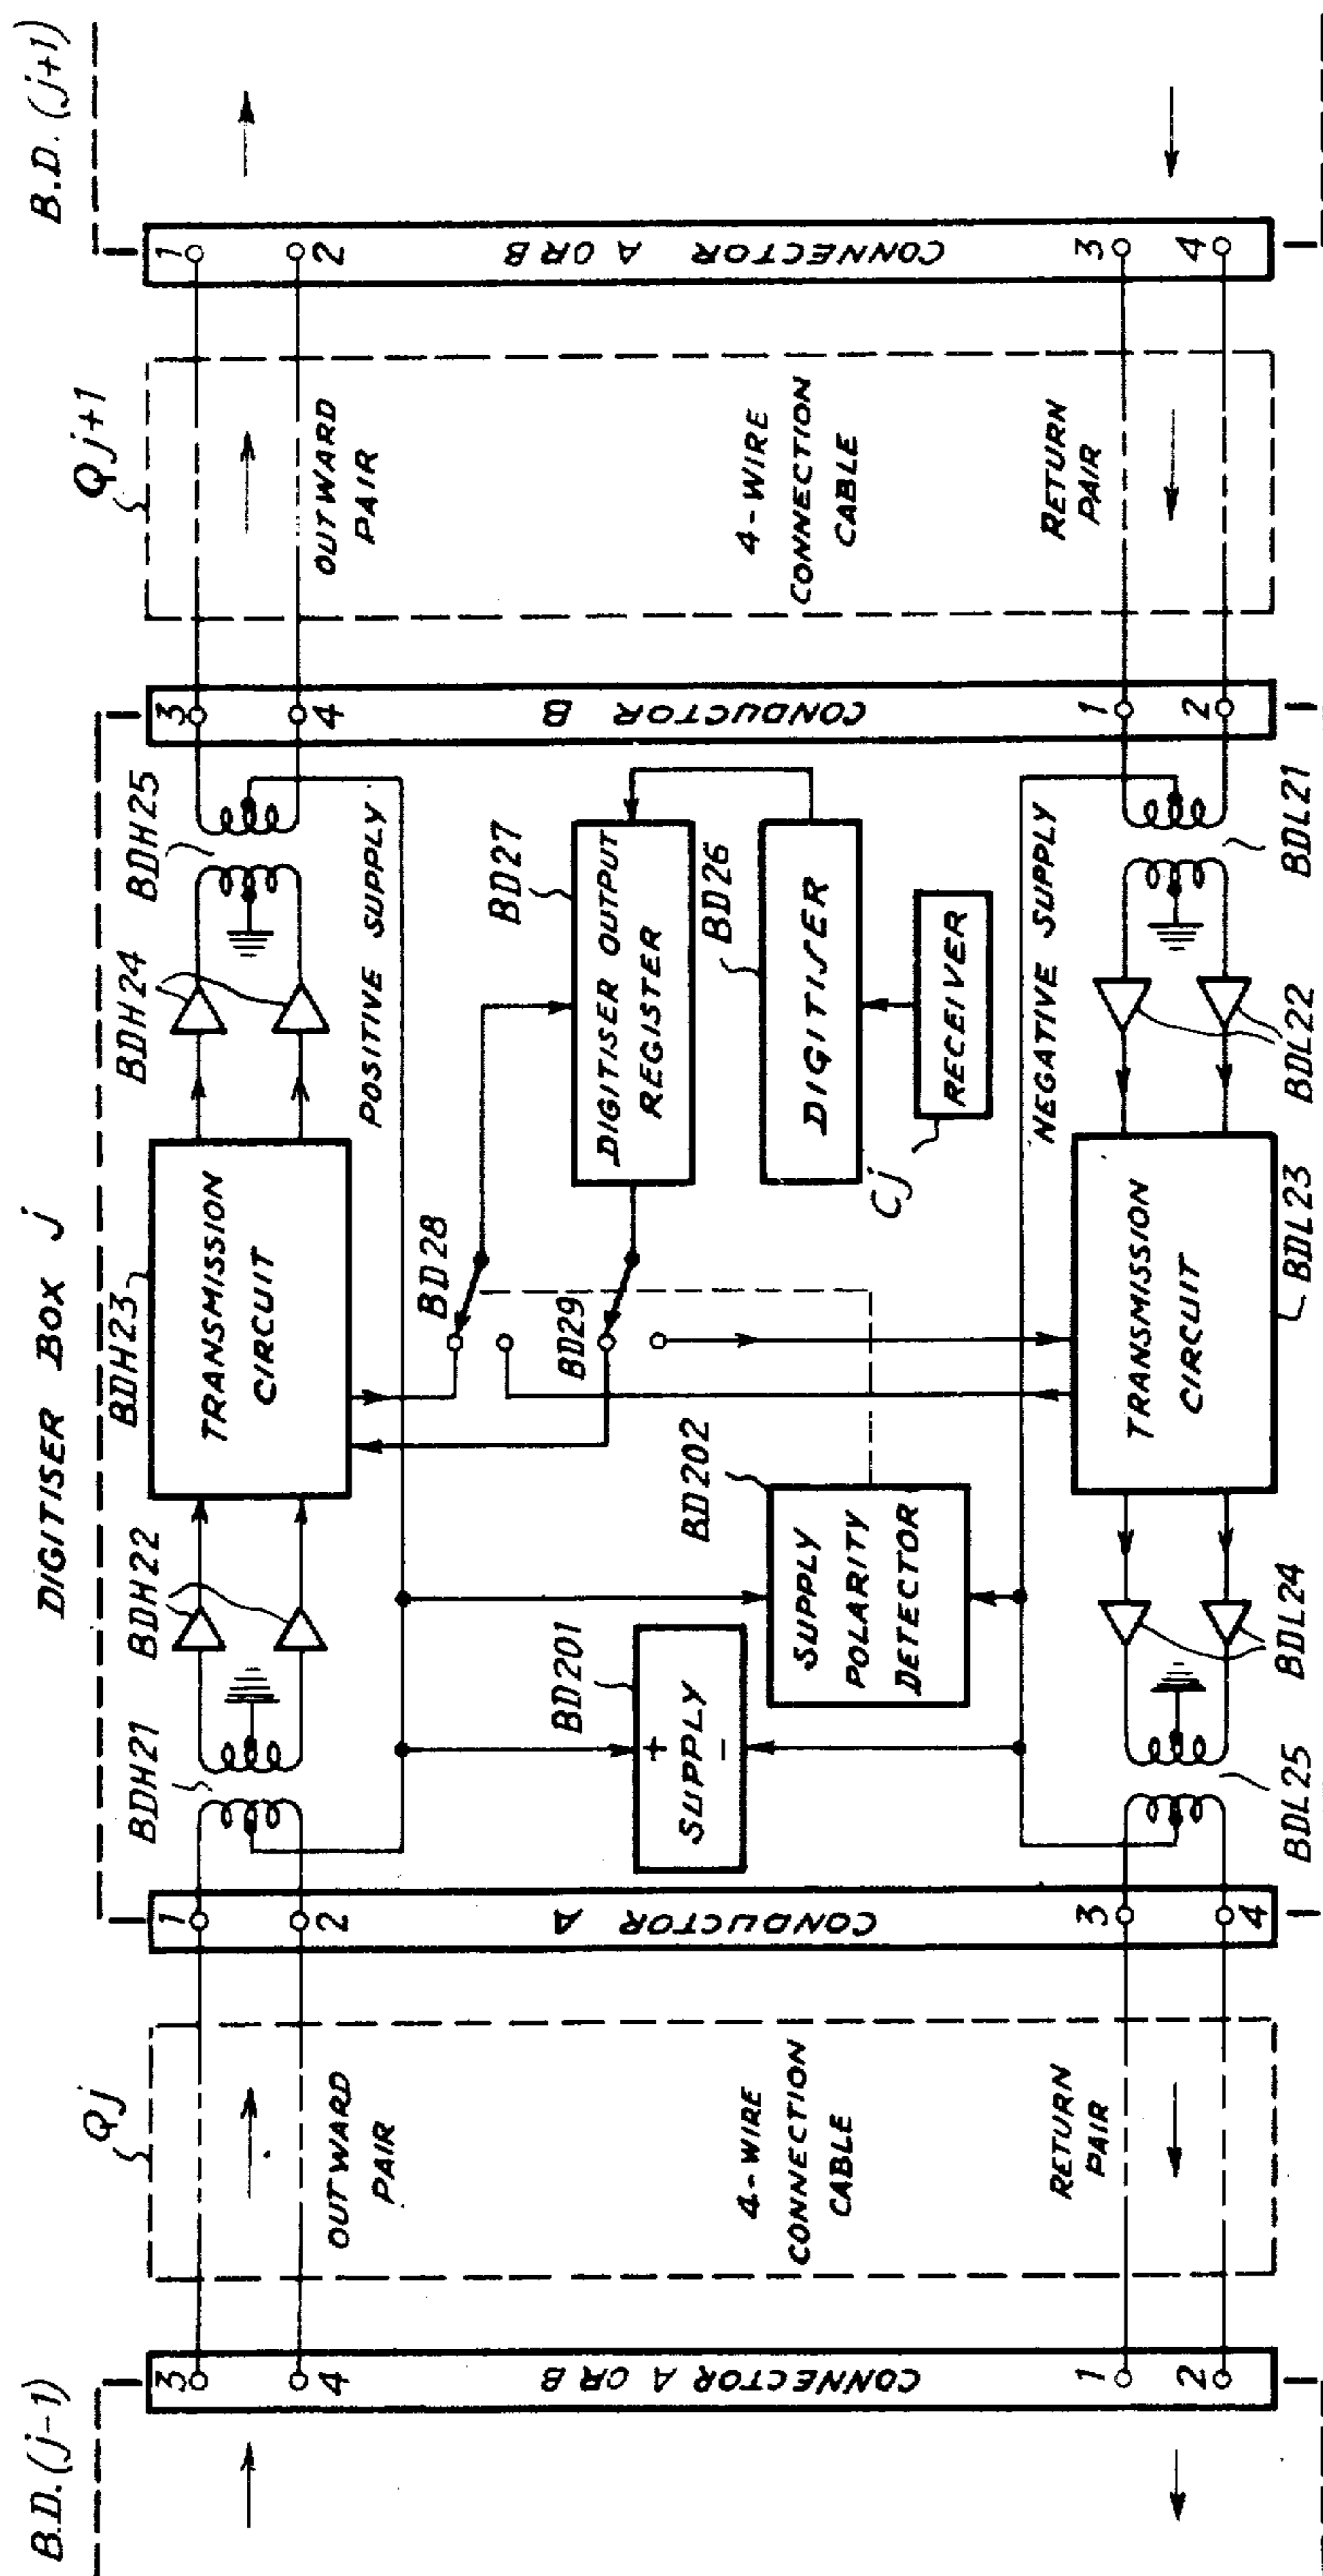 B.D. (j-1)
DIGITISER BOX j
B.D. (j+1)
Qj
Qj+1
BDH21
BDH22
BDH23
BDH24
BDH25
3
4
1
2
3
4
1
2
OUTWARD
PAIR
TRANSMISSION
CIRCUIT
POSITIVE SUPPLY
OUTWARD
PAIR
CONNECTOR A OR B
CONDUCTOR A
CONDUCTOR B
CONNECTOR A OR B
4-WIRE
CONNECTION
CABLE
BD201
+
SUPPLY
-
BD202
SUPPLY
POLARITY
DETECTOR
BD28
BD29
BD27
DIGITISER OUTPUT
REGISTER
BD26
DIGITISER
Cj
RECEIVER
4-WIRE
CONNECTION
CABLE
NEGATIVE SUPPLY
RETURN
PAIR
TRANSMISSION
CIRCUIT
RETURN
PAIR
1
2
3
4
1
2
3
4
BDL25
BDL24
BDL23
BDL22
BDL21